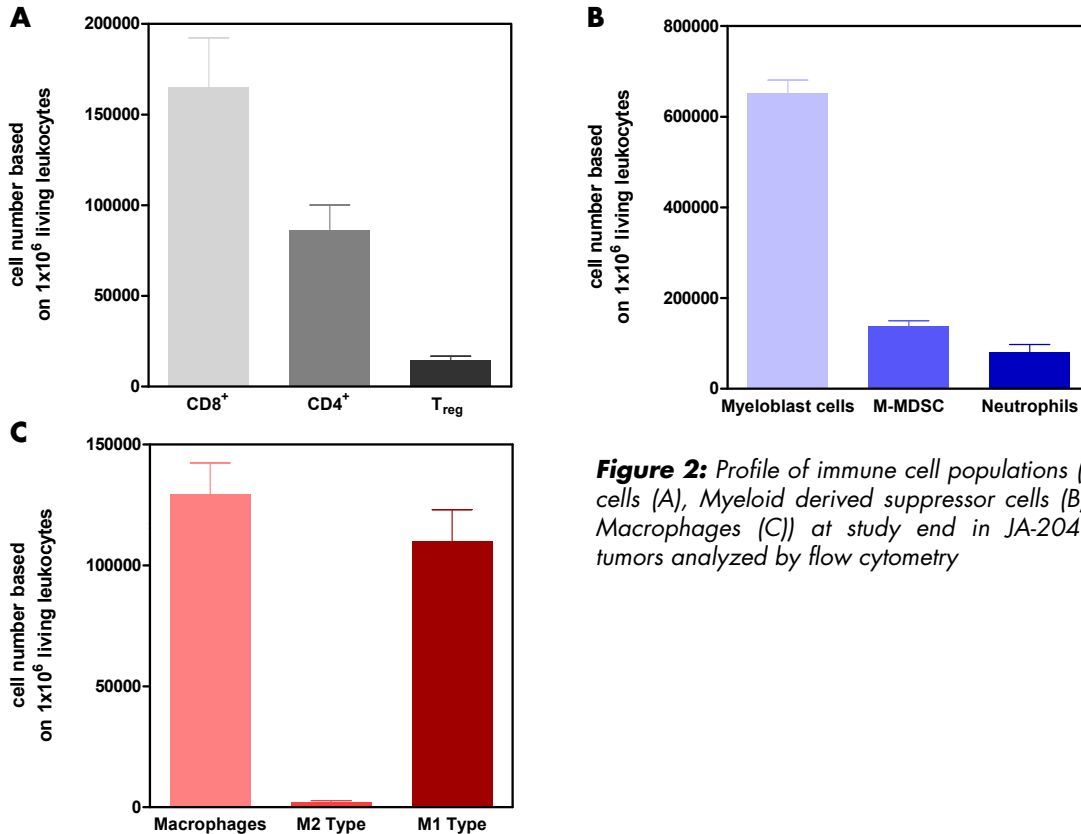 A
200000
150000
100000
50000
0
cell number based
on 1x10⁶ living leukocytes
CD8⁺ CD4⁺ Treg
B
800000
600000
400000
200000
0
cell number based
on 1x10⁶ living leukocytes
Myeloblast cells M-MDSC Neutrophils
C
150000
100000
50000
0
cell number based
on 1x10⁶ living leukocytes
Macrophages M2 Type M1 Type
Figure 2: Profile of immune cell populations (
cells (A), Myeloid derived suppressor cells (B)
Macrophages (C)) at study end in JA-204
tumors analyzed by flow cytometry